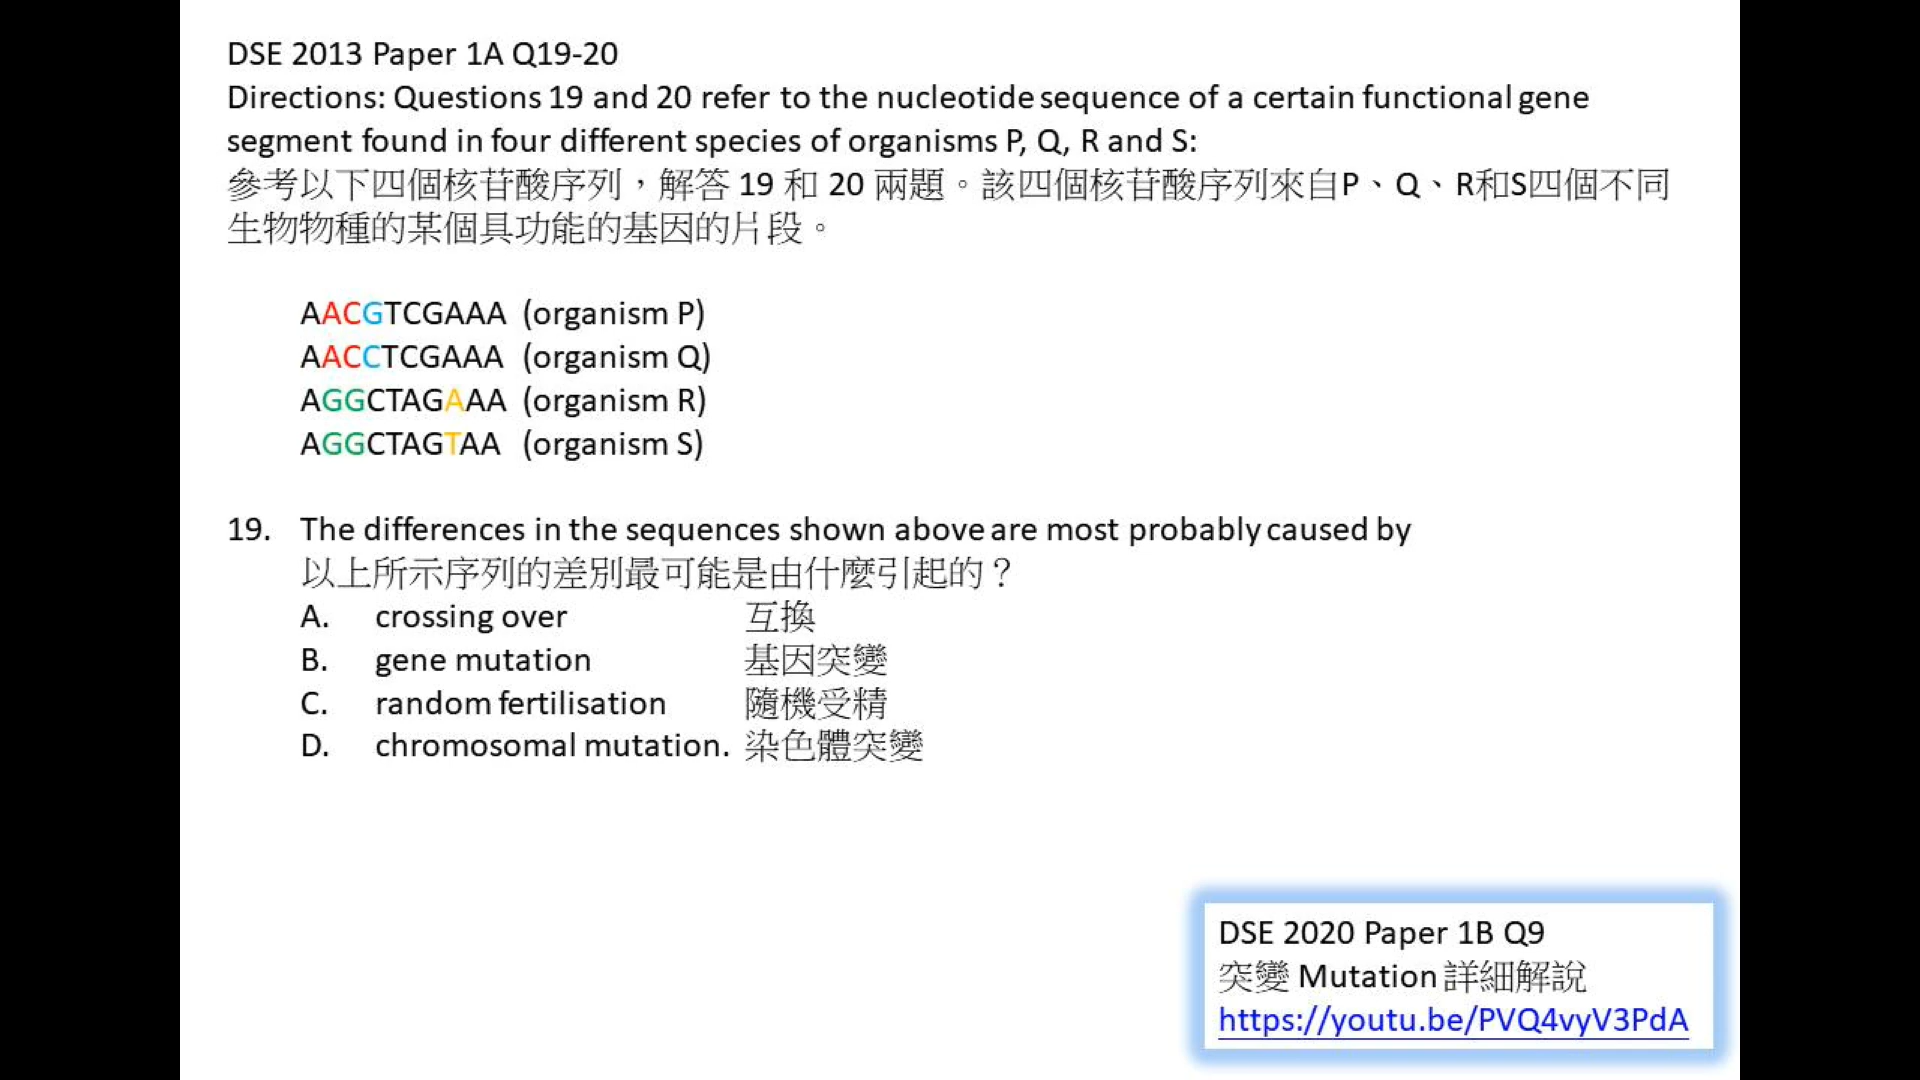 DSE 2013 Paper 1A Q19-20
Directions: Questions 19 and 20 refer to the nucleotide sequence of a certain functional gene
segment found in four different species of organisms P, Q, R and S:
參考以下四個核苷酸序列，解答 19 和 20 兩題。該四個核苷酸序列來自P、Q、R和S四個不同
生物物種的某個具功能的基因的片段。
AACGTCGAAA (organism P)
AACCTCGAAA (organism Q)
AGGCTAGAAA (organism R)
AGGCTAGTAA (organism S)
19. The differences in the sequences shown above are most probably caused by
以上所示序列的差別最可能是由什麼引起的？
A. crossing over 互換
B. gene mutation 基因突變
C. random fertilisation 隨機受精
D. chromosomal mutation. 染色體突變
DSE 2020 Paper 1B Q9
突變 Mutation 詳細解說
https://youtu.be/PVQ4vyV3PdA